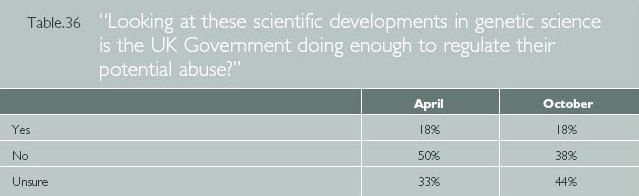 Table.36 “Looking at these scientific developments in genetic science
is the UK Government doing enough to regulate their
potential abuse?”
April October
Yes 18% 18%
No 50% 38%
Unsure 33% 44%